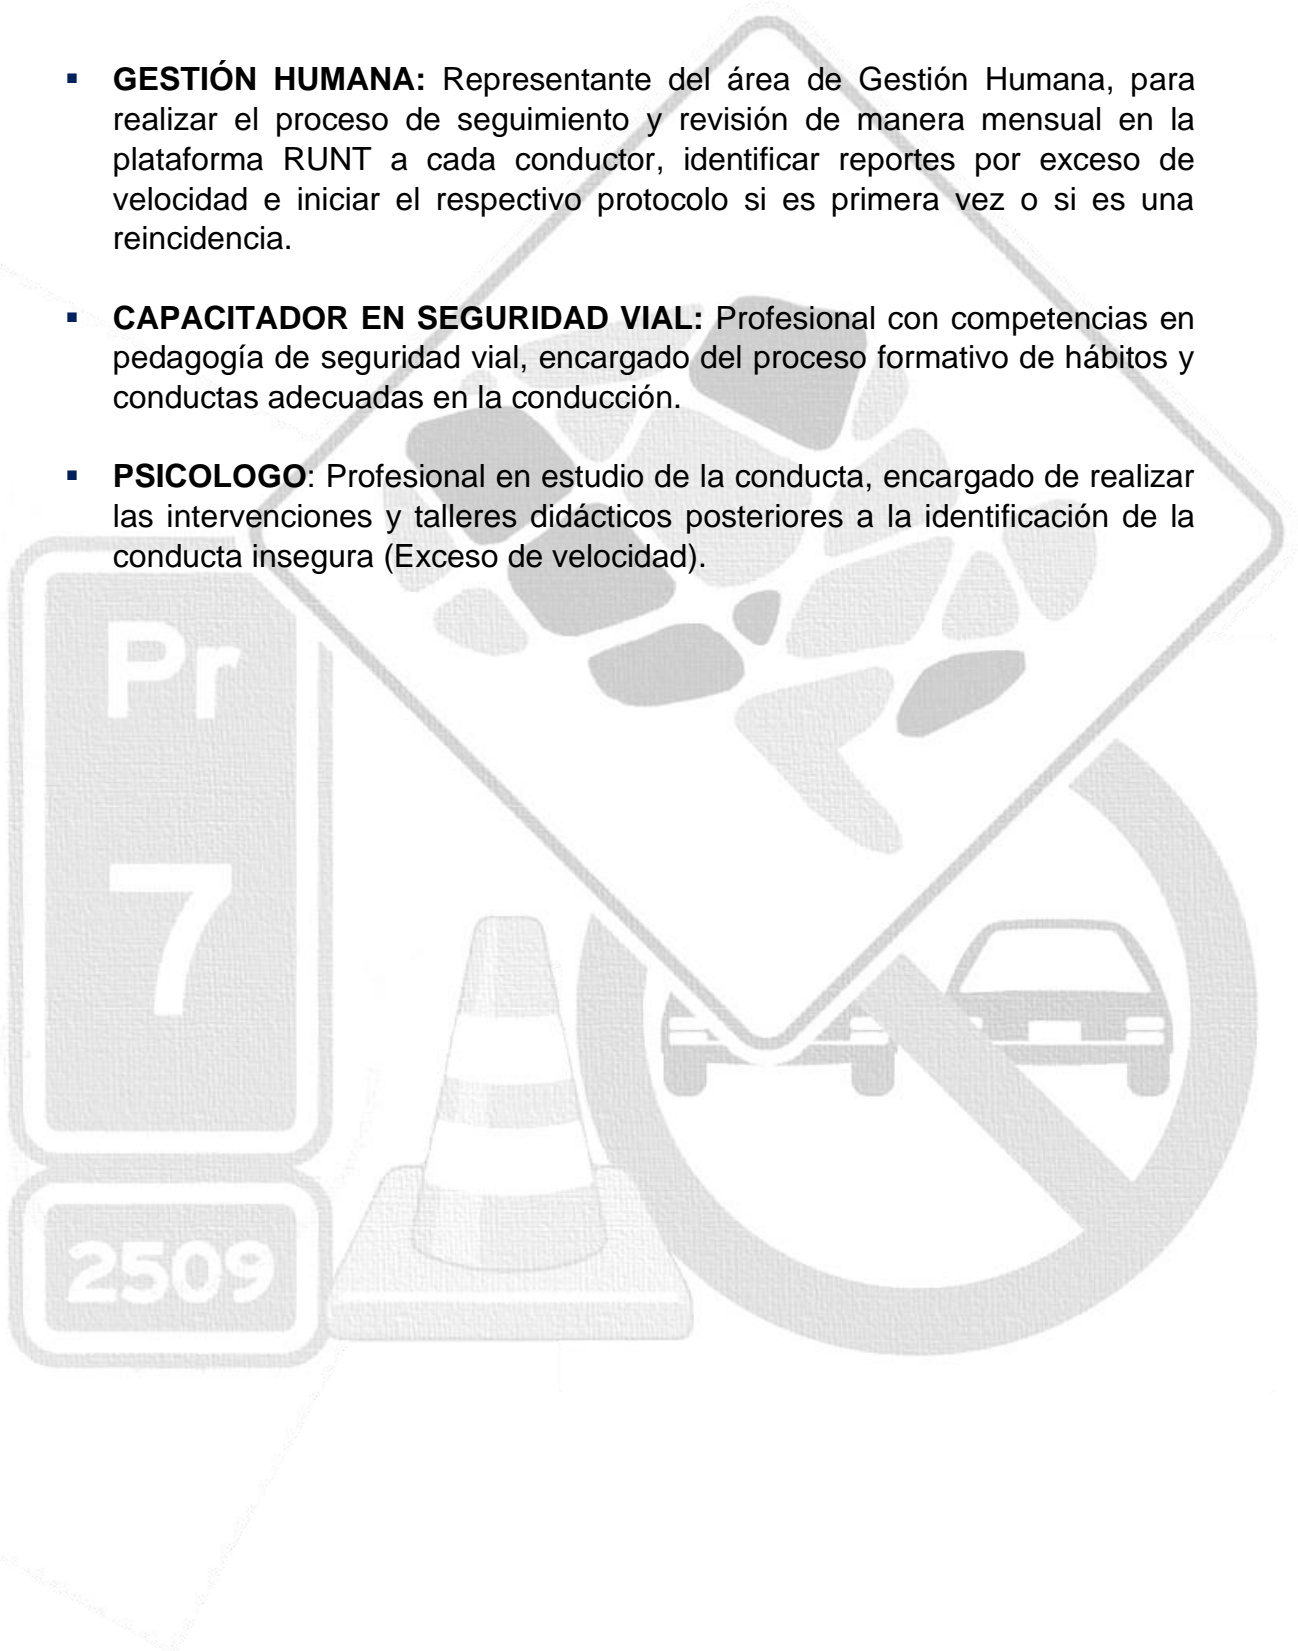 ▪ GESTIÓN HUMANA: Representante del área de Gestión Humana, para
realizar el proceso de seguimiento y revisión de manera mensual en la
plataforma RUNT a cada conductor, identificar reportes por exceso de
velocidad e iniciar el respectivo protocolo si es primera vez o si es una
reincidencia.
▪ CAPACITADOR EN SEGURIDAD VIAL: Profesional con competencias en
pedagogía de seguridad vial, encargado del proceso formativo de hábitos y
conductas adecuadas en la conducción.
▪ PSICOLOGO: Profesional en estudio de la conducta, encargado de realizar
las intervenciones y talleres didácticos posteriores a la identificación de la
conducta insegura (Exceso de velocidad).
Pr
7
2509